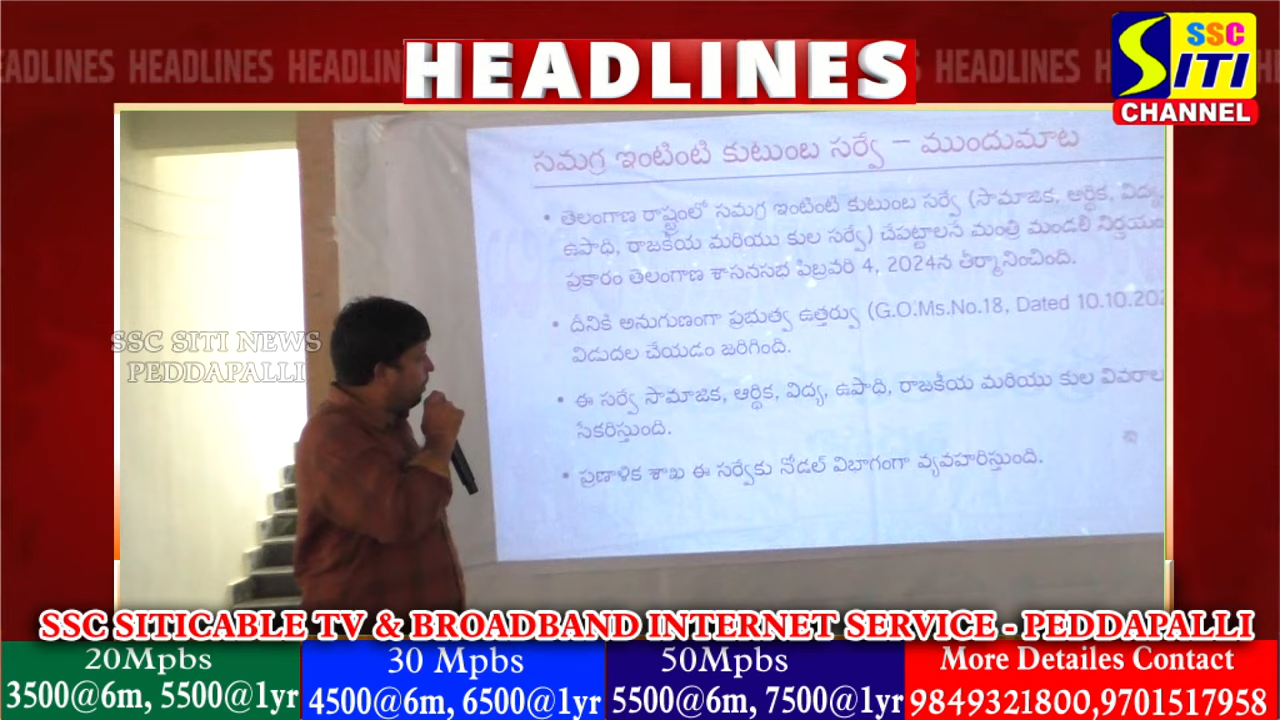 HEADLINES
HEADLINES HEADLINES
HEADLINES
SSC
SITI
CHANNEL
సమగ్ర ఇంటింటి కుటుంబ సర్వే – ముందుమాట
• తెలంగాణ రాష్ట్రంలో సమగ్ర ఇంటింటి కుటుంబ సర్వే (సామాజిక, ఆర్థిక, విద్య,
ఉపాధి, రాజకీయ మరియు కుల సర్వే) చేపట్టాలన మంత్రి మండలి నిర్ణయం
ప్రకారం తెలంగాణ శాసనసభ ఫిబ్రవరి 4, 2024న తీర్మానించింది.
• దీనికి అనుగుణంగా ప్రభుత్వ ఉత్తర్వు (G.O.Ms.No.18, Dated 10.10.202
విడుదల చేయడం జరిగింది.
• ఈ సర్వే సామాజిక, ఆర్థిక, విద్య, ఉపాధి, రాజకీయ మరియు కుల వివరాల
సేకరిస్తుంది.
• ప్రణాళిక శాఖ ఈ సర్వేకు నోడల్ విభాగంగా వ్యవహరిస్తుంది.
SSC SITI NEWS
PEDDAPALLI
SSC SITICABLE TV & BROADBAND INTERNET SERVICE - PEDDAPALLI
20Mpbs
3500@6m, 5500@1yr
30 Mpbs
4500@6m, 6500@1yr
50Mpbs
5500@6m, 7500@1yr
More Detailes Contact
9849321800,9701517958